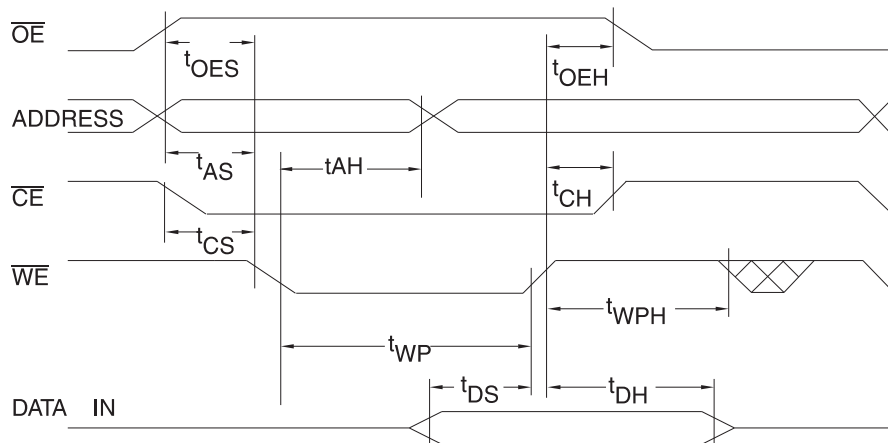 OE
tOES
tOEH
ADDRESS
tAS
tAH
tCH
CE
tCS
WE
tWPH
tWP
tDS
tDH
DATA IN